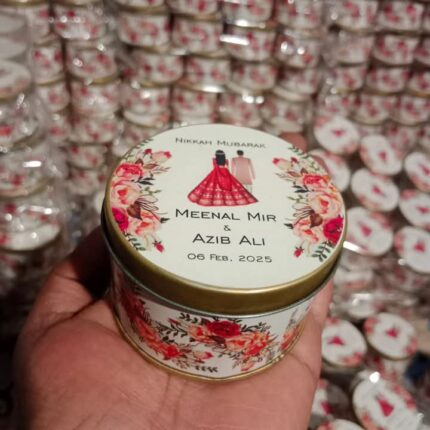 Nikkah Mubarak
Meenal Mir
&
Azib Ali
06 Feb. 2025